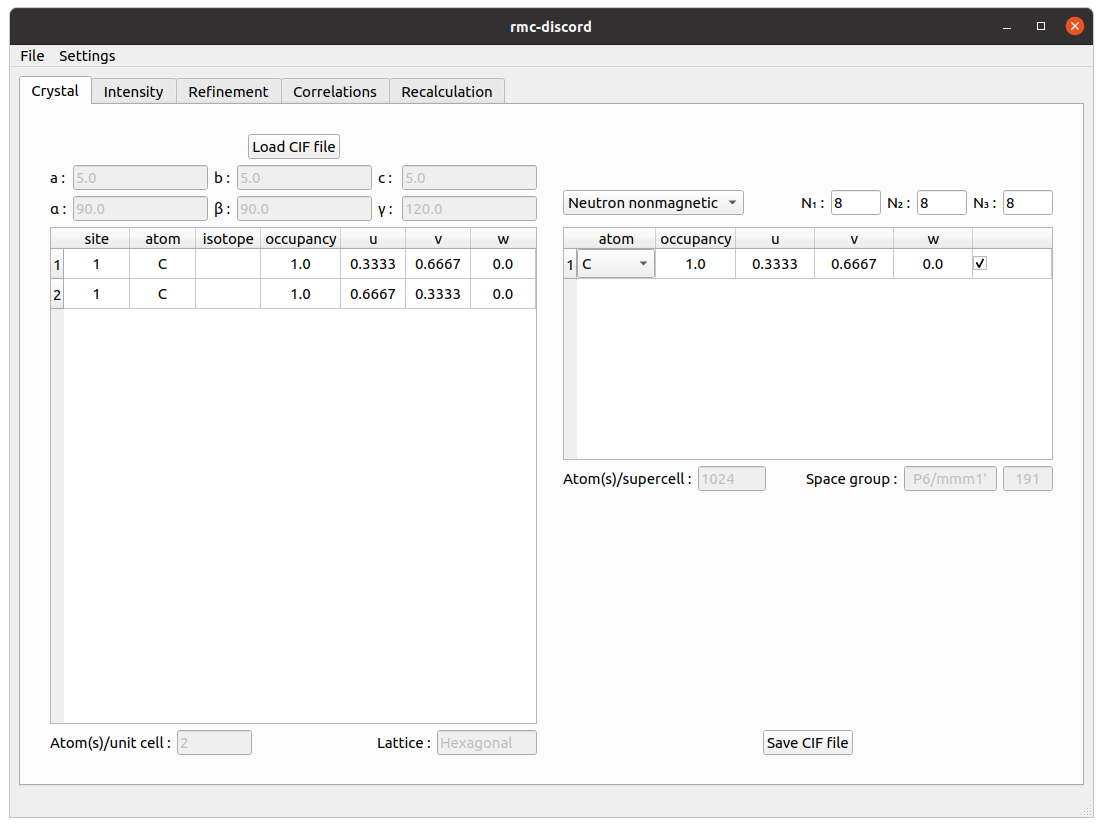 rmc-discord
File Settings
Crystal Intensity Refinement Correlations Recalculation
Load CIF file
a : 5.0 b : 5.0 c : 5.0
α : 90.0 β : 90.0 γ : 120.0
Neutron nonmagnetic N₁ : 8 N₂ : 8 N₃ : 8
site atom isotope occupancy u v w
1 1 C 1.0 0.3333 0.6667 0.0
2 1 C 1.0 0.6667 0.3333 0.0
atom occupancy u v w
1 C 1.0 0.3333 0.6667 0.0
Atom(s)/supercell : 1024 Space group : P6/mmm1' 191
Atom(s)/unit cell : 2 Lattice : Hexagonal
Save CIF file